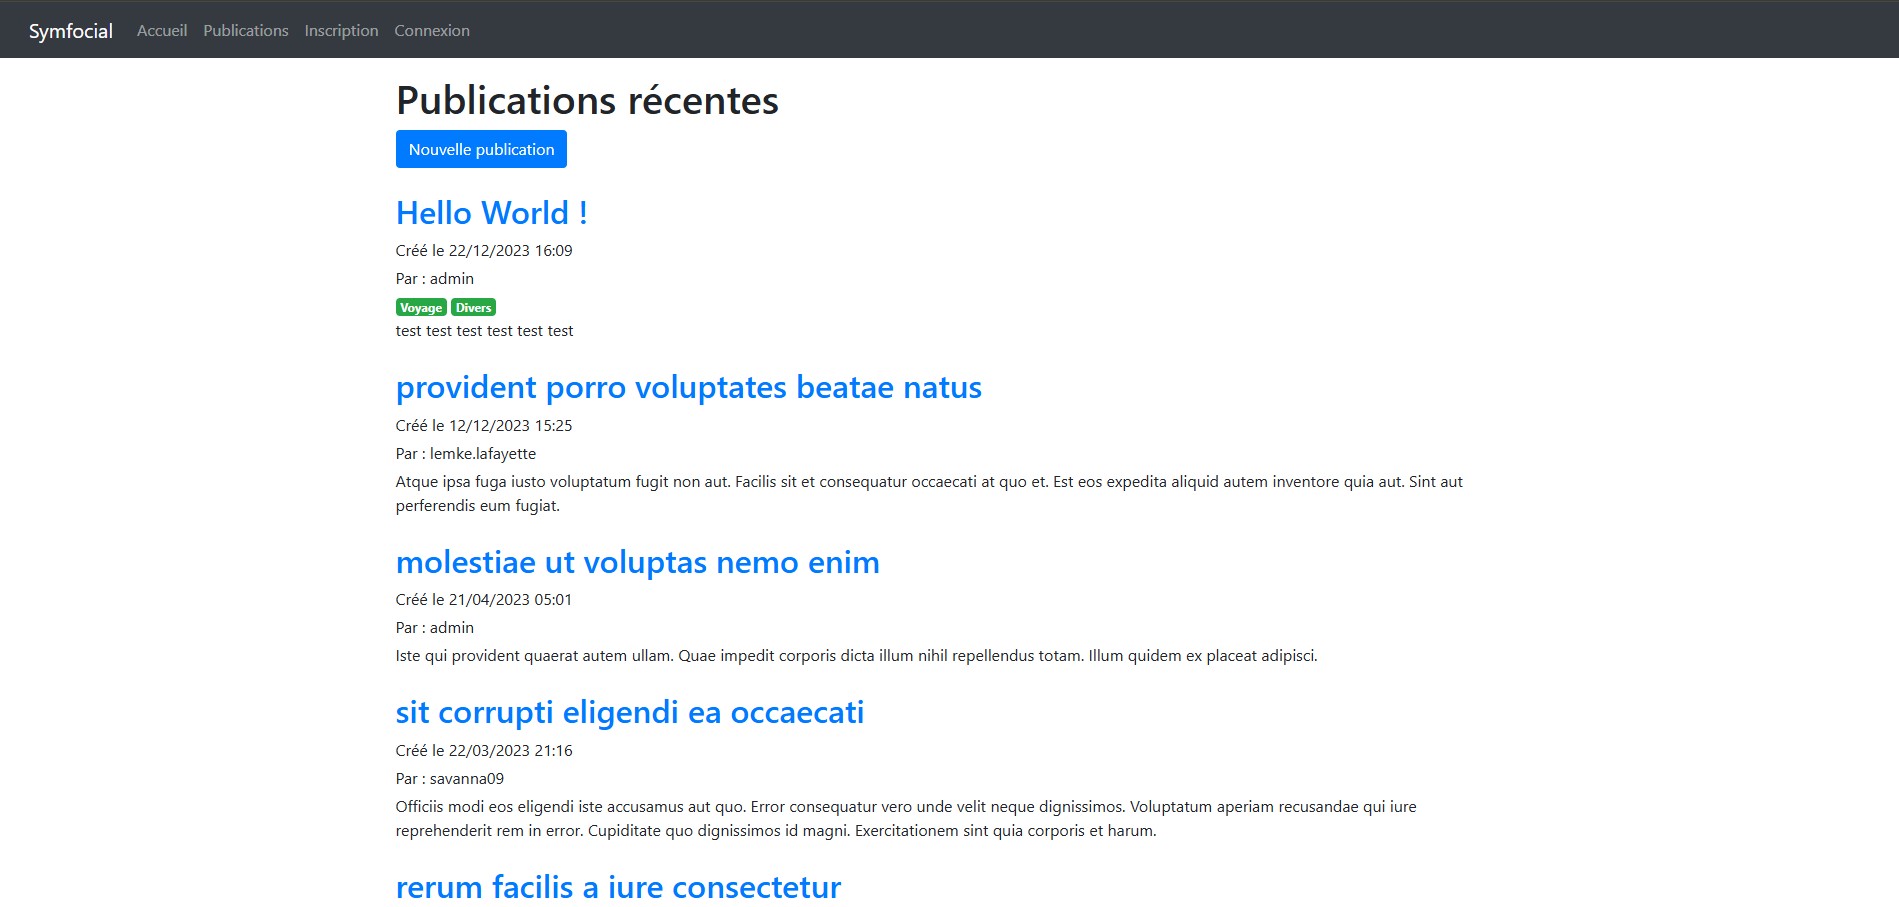 Symfocial Accueil Publications Inscription Connexion
Publications récentes
Nouvelle publication
Hello World !
Créé le 22/12/2023 16:09
Par : admin
Voyage Divers
test test test test test test
provident porro voluptates beatae natus
Créé le 12/12/2023 15:25
Par : lemke.lafayette
Atque ipsa fuga iusto voluptatum fugit non aut. Facilis sit et consequatur occaecati at quo et. Est eos expedita aliquid autem inventore quia aut. Sint aut
perferendis eum fugiat.
molestiae ut voluptas nemo enim
Créé le 21/04/2023 05:01
Par : admin
Iste qui provident quaerat autem ullam. Quae impedit corporis dicta illum nihil repellendus totam. Illum quidem ex placeat adipisci.
sit corrupti eligendi ea occaecati
Créé le 22/03/2023 21:16
Par : savanna09
Officiis modi eos eligendi iste accusamus aut quo. Error consequatur vero unde velit neque dignissimos. Voluptatum aperiam recusandae qui iure
reprehenderit rem in error. Cupiditate quo dignissimos id magni. Exercitationem sint quia corporis et harum.
rerum facilis a iure consectetur